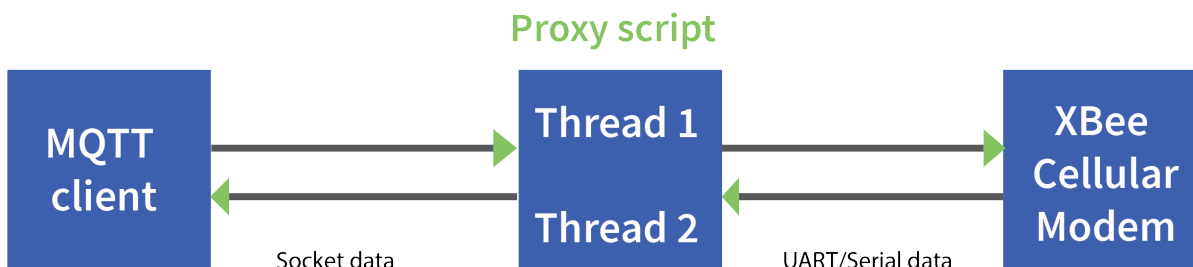 Proxy script
MQTT
client
Thread 1
Thread 2
XBee
Cellular
Modem
Socket data
UART/Serial data